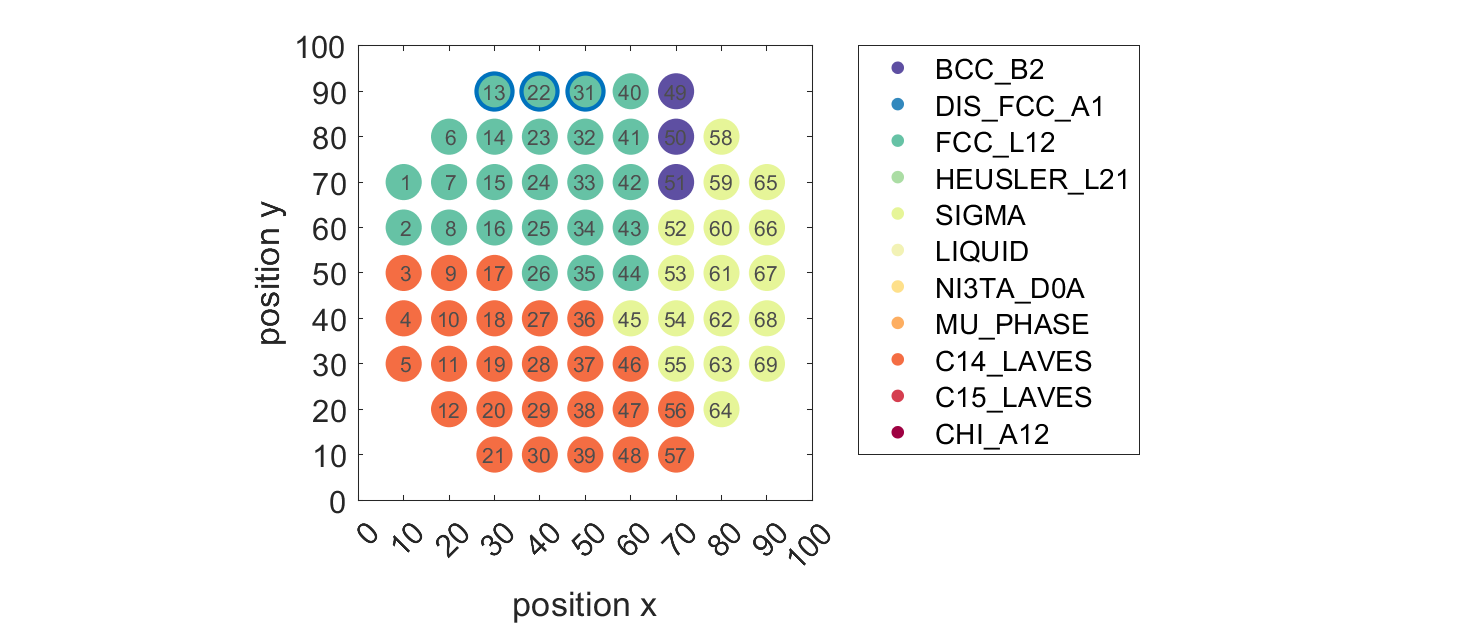 100
90
80
70
60
50
40
30
20
10
0
position y
13 22 31 40 49
6 14 23 32 41 50 58
1 7 15 24 33 42 51 59 65
2 8 16 25 34 43 52 60 66
3 9 17 26 35 44 53 61 67
4 10 18 27 36 45 54 62 68
5 11 19 28 37 46 55 63 69
12 20 29 38 47 56 64
21 30 39 48 57
0 10 20 30 40 50 60 70 80 90 100
position x
BCC_B2
DIS_FCC_A1
FCC_L12
HEUSLER_L21
SIGMA
LIQUID
NI3TA_D0A
MU_PHASE
C14_LAVES
C15_LAVES
CHI_A12